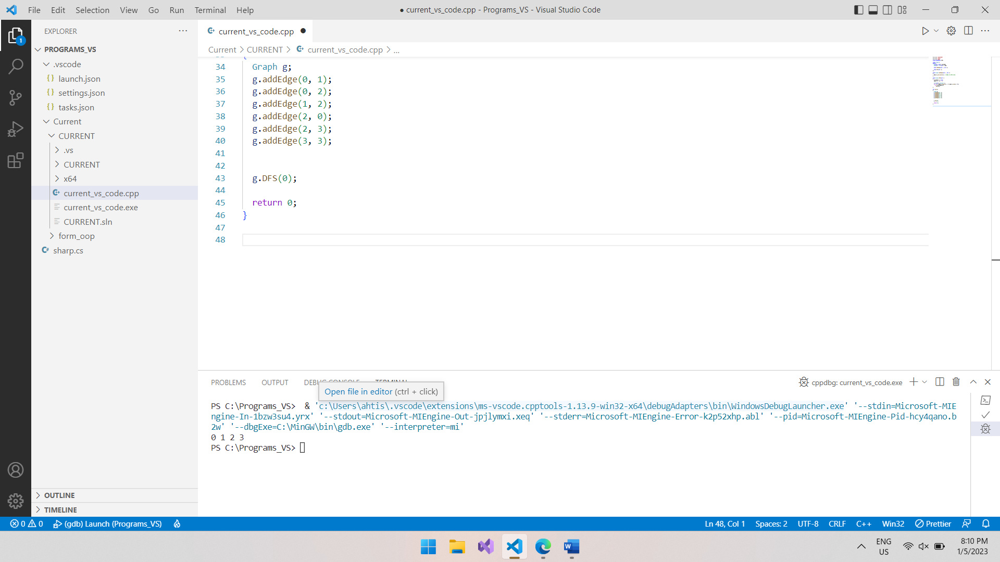 File Edit Selection View Go Run Terminal Help
● current_vs_code.cpp - Programs_VS - Visual Studio Code
EXPLORER
PROGRAMS_VS
.vscode
launch.json
settings.json
tasks.json
Current
CURRENT
.vs
CURRENT
x64
current_vs_code.cpp
current_vs_code.exe
CURRENT.sln
form_oop
sharp.cs
OUTLINE
TIMELINE
current_vs_code.cpp
Current > CURRENT > current_vs_code.cpp > ...
34 Graph g;
35 g.addEdge(0, 1);
36 g.addEdge(0, 2);
37 g.addEdge(1, 2);
38 g.addEdge(2, 0);
39 g.addEdge(2, 3);
40 g.addEdge(3, 3);
41
42
43 g.DFS(0);
44
45 return 0;
46 }
47
48
PROBLEMS OUTPUT DEBUG CONSOLE TERMINAL
cppdbg: current_vs_code.exe
Open file in editor (ctrl + click)
PS C:\Programs_VS> & 'c:\Users\ahtis\.vscode\extensions\ms-vscode.cpptools-1.13.9-win32-x64\debugAdapters\bin\WindowsDebugLauncher.exe' '--stdin=Microsoft-MIE
ngine-In-1bzw3su4.yrx' '--stdout=Microsoft-MIEngine-Out-jpjlymxi.xeq' '--stderr=Microsoft-MIEngine-Error-k2p52xhp.abl' '--pid=Microsoft-MIEngine-Pid-hcy4qano.b
2w' '--dbgExe=C:\MinGW\bin\gdb.exe' '--interpreter=mi'
0 1 2 3
PS C:\Programs_VS>
0 0 (gdb) Launch (Programs_VS)
Ln 48, Col 1 Spaces: 2 UTF-8 CRLF C++ Win32 Prettier
ENG
US
8:10 PM
1/5/2023